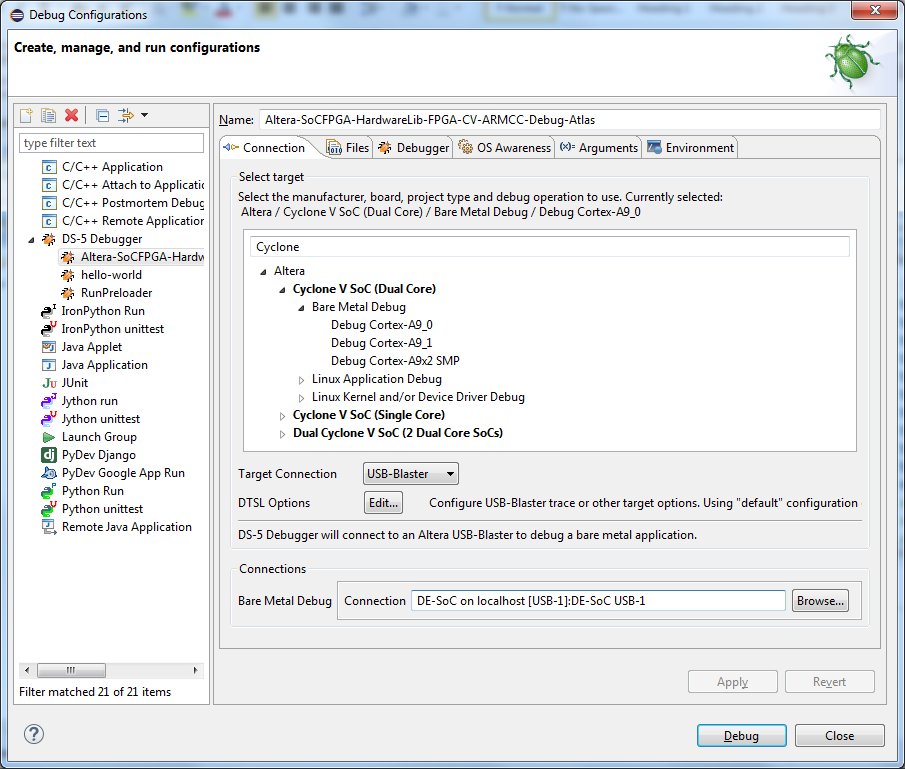 Debug Configurations
Create, manage, and run configurations
type filter text
C/C++ Application
C/C++ Attach to Applicatic
C/C++ Postmortem Debug
C/C++ Remote Application
DS-5 Debugger
Altera-SoCFPGA-Hardw
hello-world
RunPreloader
IronPython Run
IronPython unittest
Java Applet
Java Application
JUnit
Jython run
Jython unittest
Launch Group
PyDev Django
PyDev Google App Run
Python Run
Python unittest
Remote Java Application
Filter matched 21 of 21 items
Name: Altera-SoCFPGA-HardwareLib-FPGA-CV-ARMCC-Debug-Atlas
Connection Files Debugger OS Awareness Arguments Environment
Select target
Select the manufacturer, board, project type and debug operation to use. Currently selected:
Altera / Cyclone V SoC (Dual Core) / Bare Metal Debug / Debug Cortex-A9_0
Cyclone
Altera
Cyclone V SoC (Dual Core)
Bare Metal Debug
Debug Cortex-A9_0
Debug Cortex-A9_1
Debug Cortex-A9x2 SMP
Linux Application Debug
Linux Kernel and/or Device Driver Debug
Cyclone V SoC (Single Core)
Dual Cyclone V SoC (2 Dual Core SoCs)
Target Connection USB-Blaster
DTSL Options Edit... Configure USB-Blaster trace or other target options. Using "default" configuration
DS-5 Debugger will connect to an Altera USB-Blaster to debug a bare metal application.
Connections
Bare Metal Debug Connection DE-SoC on localhost [USB-1]:DE-SoC USB-1 Browse...
Apply Revert
Debug Close